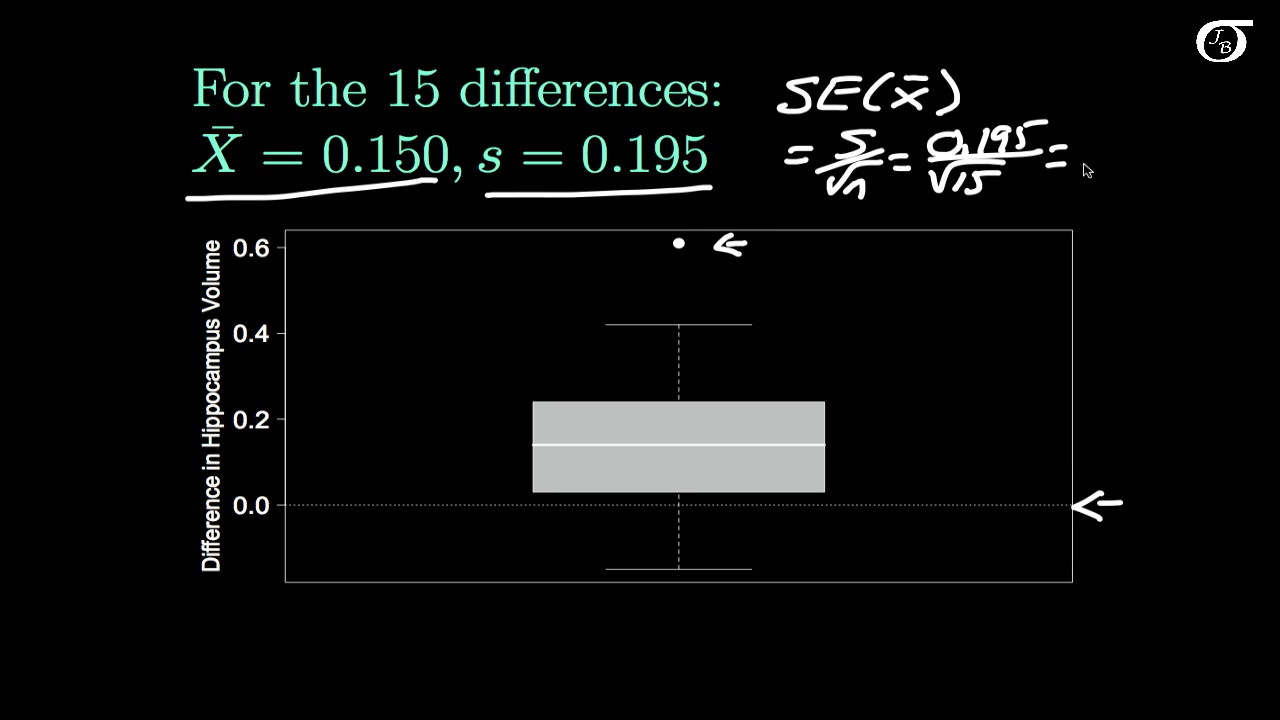 JB
For the 15 differences:
X̄ = 0.150, s = 0.195
SE(x̄)
= s/√n = 0.195/√15 =
Difference in Hippocampus Volume
0.6
0.4
0.2
0.0